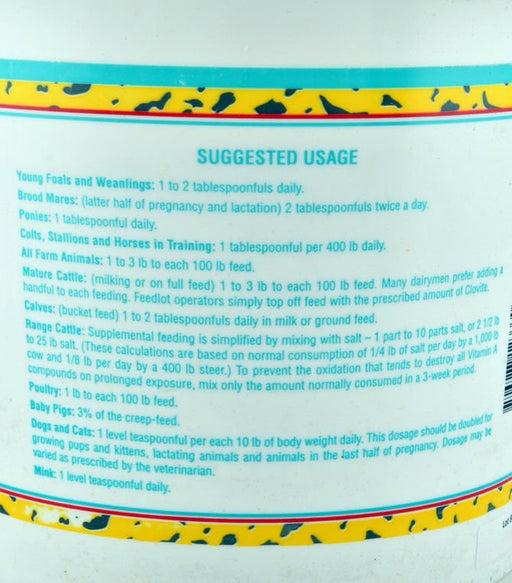 SUGGESTED USAGE
Young Foals and Weanlings: 1 to 2 tablespoonfuls daily.
Brood Mares: (latter half of pregnancy and lactation) 2 tablespoonfuls twice a day.
Ponies: 1 tablespoonful daily.
Colts, Stallions and Horses in Training: 1 tablespoonful per 400 lb daily.
All Farm Animals: 1 to 3 lb to each 100 lb feed.
Mature Cattle: (milking or on full feed) 1 to 3 lb to each 100 lb feed. Many dairymen prefer adding a
handful to each feeding. Feedlot operators simply top off feed with the prescribed amount of Clovite.
Calves: (bucket feed) 1 to 2 tablespoonfuls daily in milk or ground feed.
Range Cattle: Supplemental feeding is simplified by mixing with salt – 1 part to 10 parts salt, or 2 1/2 lb
to 25 lb salt. (These calculations are based on normal consumption of 1/4 lb of salt per day by a 1,000 lb
cow and 1/8 lb per day by a 400 lb steer.) To prevent the oxidation that tends to destroy all Vitamin A
compounds on prolonged exposure, mix only the amount normally consumed in a 3-week period.
Poultry: 1 lb to each 100 lb feed.
Baby Pigs: 3% of the creep-feed.
Dogs and Cats: 1 level teaspoonful per each 10 lb of body weight daily. This dosage should be doubled for
growing pups and kittens, lactating animals and animals in the last half of pregnancy. Dosage may be
varied as prescribed by the veterinarian.
Mink: 1 level teaspoonful daily.